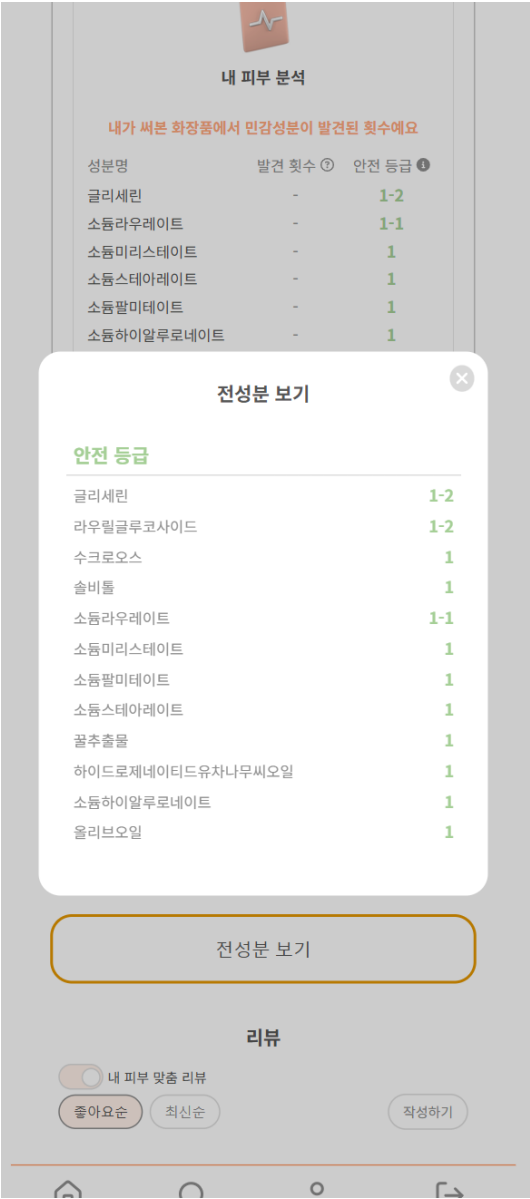 내 피부 분석
내가 써본 화장품에서 민감성분이 발견된 횟수예요
성분명 발견 횟수 ? 안전 등급 i
글리세린 - 1-2
소듐라우레이트 - 1-1
소듐미리스테이트 - 1
소듐스테아레이트 - 1
소듐팔미테이트 - 1
소듐하이알루로네이트 - 1
전성분 보기
안전 등급
글리세린 1-2
라우릴글루코사이드 1-2
수크로오스 1
솔비톨 1
소듐라우레이트 1-1
소듐미리스테이트 1
소듐팔미테이트 1
소듐스테아레이트 1
꿀추출물 1
하이드로제네이티드유차나무씨오일 1
소듐하이알루로네이트 1
올리브오일 1
전성분 보기
리뷰
내 피부 맞춤 리뷰
좋아요순 최신순 작성하기